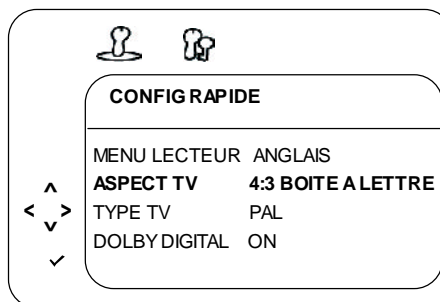 CONFIG RAPIDE
MENU LECTEUR ANGLAIS
ASPECT TV 4:3 BOITE A LETTRE
TYPE TV PAL
DOLBY DIGITAL ON